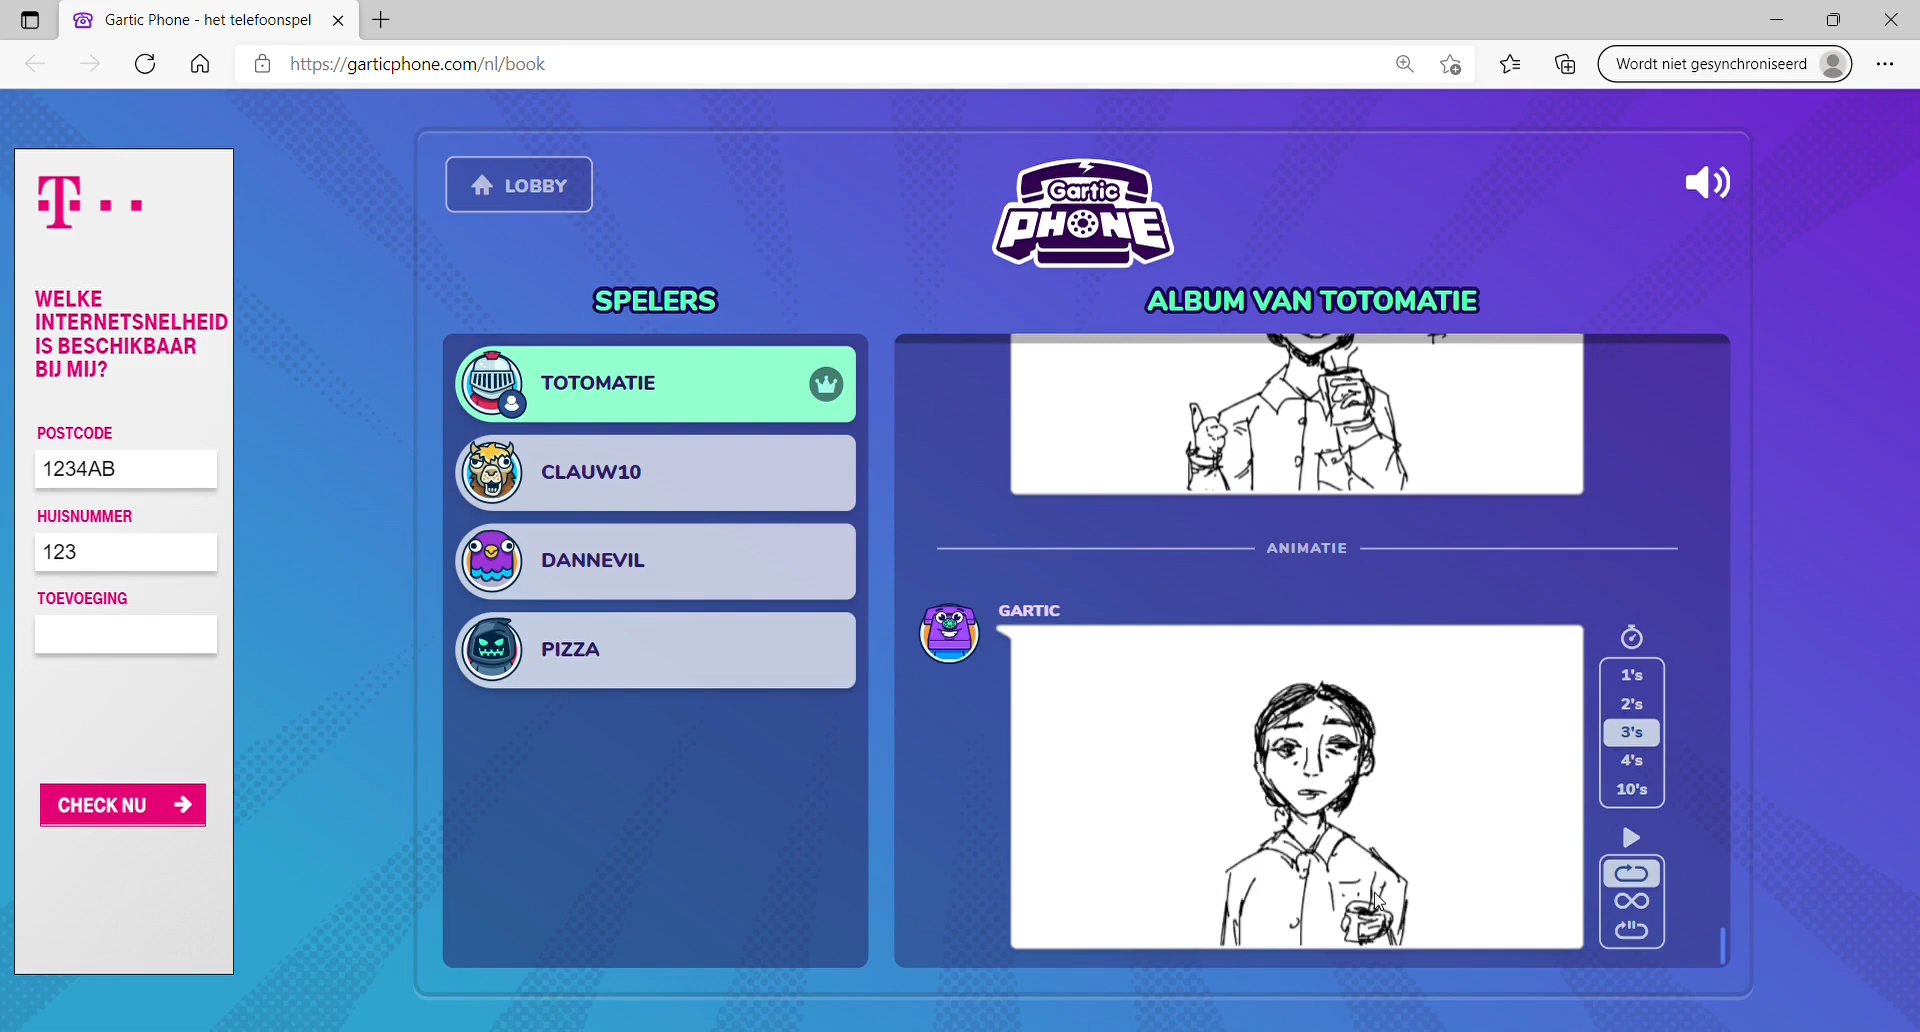 Gartic Phone - het telefoonspel
https://garticphone.com/nl/book
Wordt niet gesynchroniseerd
T
WELKE
INTERNETSNELHEID
IS BESCHIKBAAR
BIJ MIJ?
POSTCODE
1234AB
HUISNUMMER
123
TOEVOEGING
CHECK NU
LOBBY
Gartic
PHONE
SPELERS
TOTOMATIE
CLAUW10
DANNEVIL
PIZZA
ALBUM VAN TOTOMATIE
ANIMATIE
GARTIC
1's
2's
3's
4's
10's